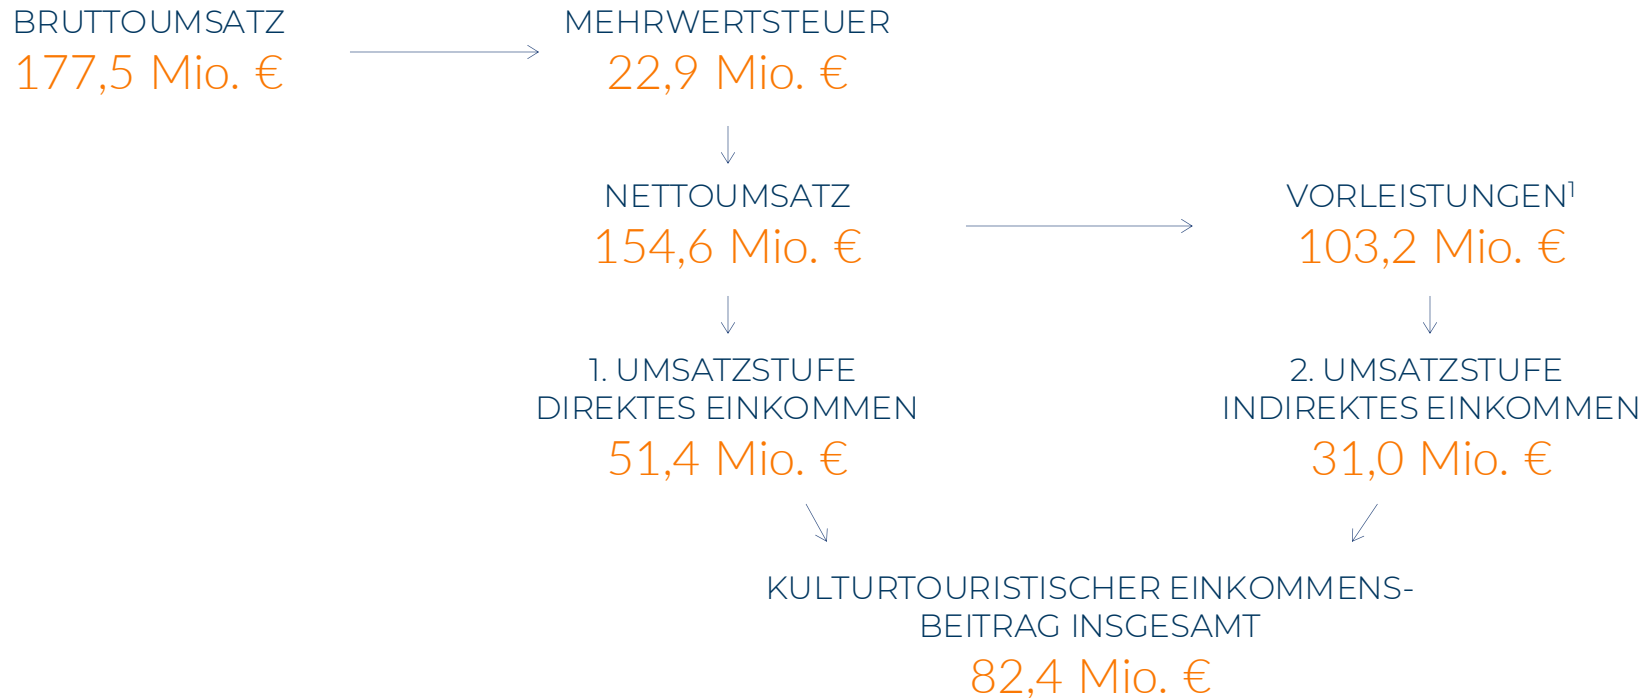 BRUTTOUMSATZ
177,5 Mio. €
MEHRWERTSTEUER
22,9 Mio. €
NETTOUMSATZ
154,6 Mio. €
VORLEISTUNGEN¹
103,2 Mio. €
1. UMSATZSTUFE
DIREKTES EINKOMMEN
51,4 Mio. €
2. UMSATZSTUFE
INDIREKTES EINKOMMEN
31,0 Mio. €
KULTURTOURISTISCHER EINKOMMENS-
BEITRAG INSGESAMT
82,4 Mio. €